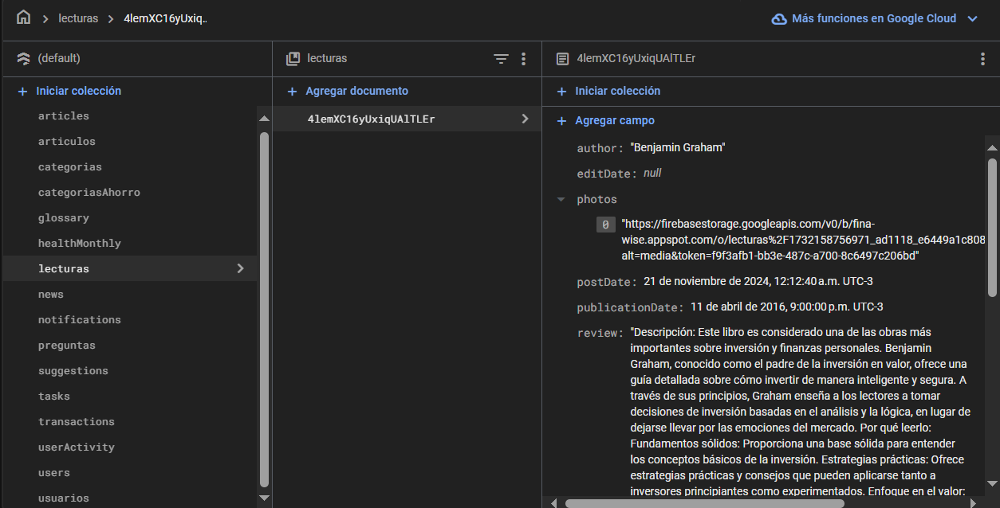 lecturas
4lemXC16yUxiq..
Más funciones en Google Cloud
(default)
lecturas
4lemXC16yUxiqUAlTLEr
+ Iniciar colección
+ Agregar documento
+ Iniciar colección
articles
articulos
categorias
categoriasAhorro
glossary
healthMonthly
lecturas
news
notifications
preguntas
suggestions
tasks
transactions
userActivity
users
usuarios
4lemXC16yUxiqUAlTLEr
+ Agregar campo
author: "Benjamin Graham"
editDate: null
photos
0 "https://firebasestorage.googleapis.com/v0/b/fina-
wise.appspot.com/o/lecturas%2F1732158756971_ad1118_e6449a1c808
alt=media&token=f9f3afb1-bb3e-487c-a700-8c6497c206bd"
postDate: 21 de noviembre de 2024, 12:12:40 a.m. UTC-3
publicationDate: 11 de abril de 2016, 9:00:00 p.m. UTC-3
review: "Descripción: Este libro es considerado una de las obras más
importantes sobre inversión y finanzas personales. Benjamin
Graham, conocido como el padre de la inversión en valor, ofrece una
guía detallada sobre cómo invertir de manera inteligente y segura. A
través de sus principios, Graham enseña a los lectores a tomar
decisiones de inversión basadas en el análisis y la lógica, en lugar de
dejarse llevar por las emociones del mercado. Por qué leerlo:
Fundamentos sólidos: Proporciona una base sólida para entender
los conceptos básicos de la inversión. Estrategias prácticas: Ofrece
estrategias prácticas y consejos que pueden aplicarse tanto a
inversores principiantes como experimentados. Enfoque en el valor: